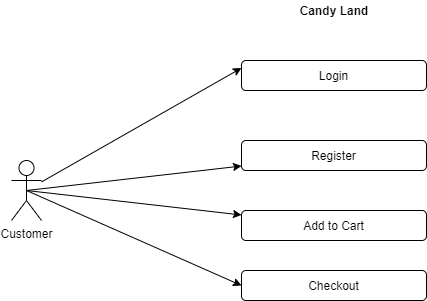 Candy Land
Login
Register
Add to Cart
Customer
Checkout